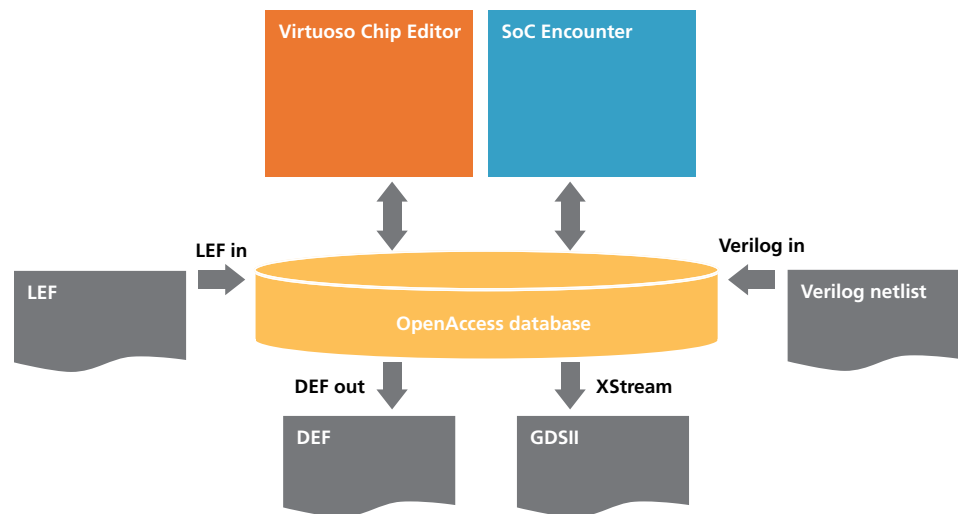 Virtuoso Chip Editor
SoC Encounter
LEF in
Verilog in
LEF
Verilog netlist
OpenAccess database
DEF out
XStream
DEF
GDSII